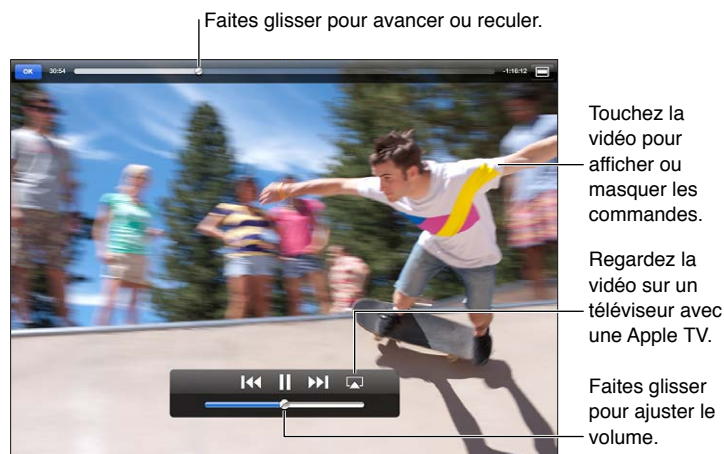 Faites glisser pour avancer ou reculer.
OK 30:54 -1:16:12
Touchez la
vidéo pour
afficher ou
masquer les
commandes.
Regardez la
vidéo sur un
téléviseur avec
une Apple TV.
Faites glisser
pour ajuster le
volume.